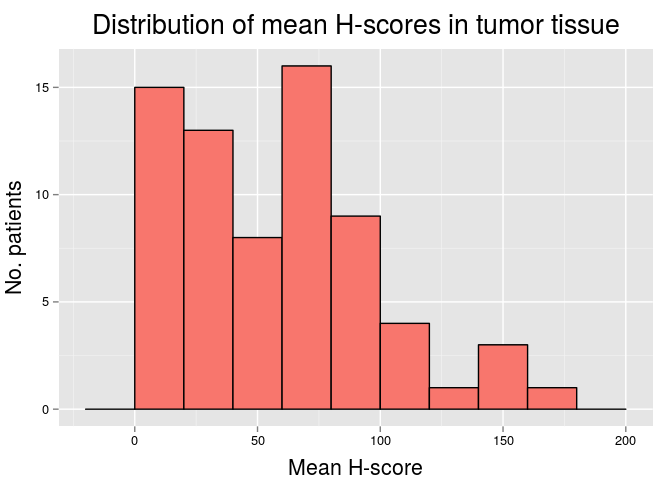 Distribution of mean H-scores in tumor tissue
No. patients
15
10
5
0
0 50 100 150 200
Mean H-score